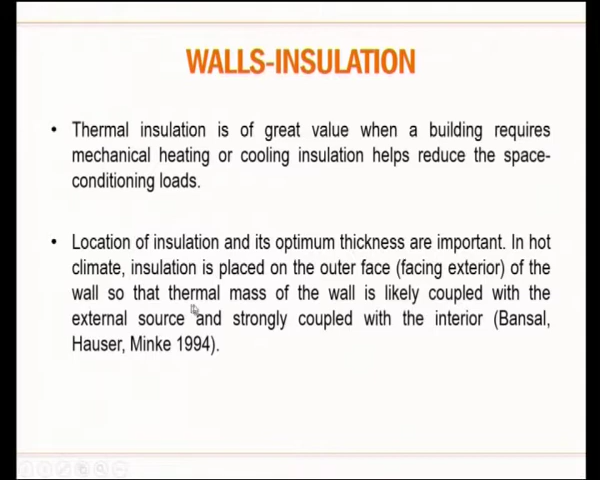 WALLS-INSULATION
• Thermal insulation is of great value when a building requires
mechanical heating or cooling insulation helps reduce the space-
conditioning loads.
• Location of insulation and its optimum thickness are important. In hot
climate, insulation is placed on the outer face (facing exterior) of the
wall so that thermal mass of the wall is likely coupled with the
external source and strongly coupled with the interior (Bansal,
Hauser, Minke 1994).